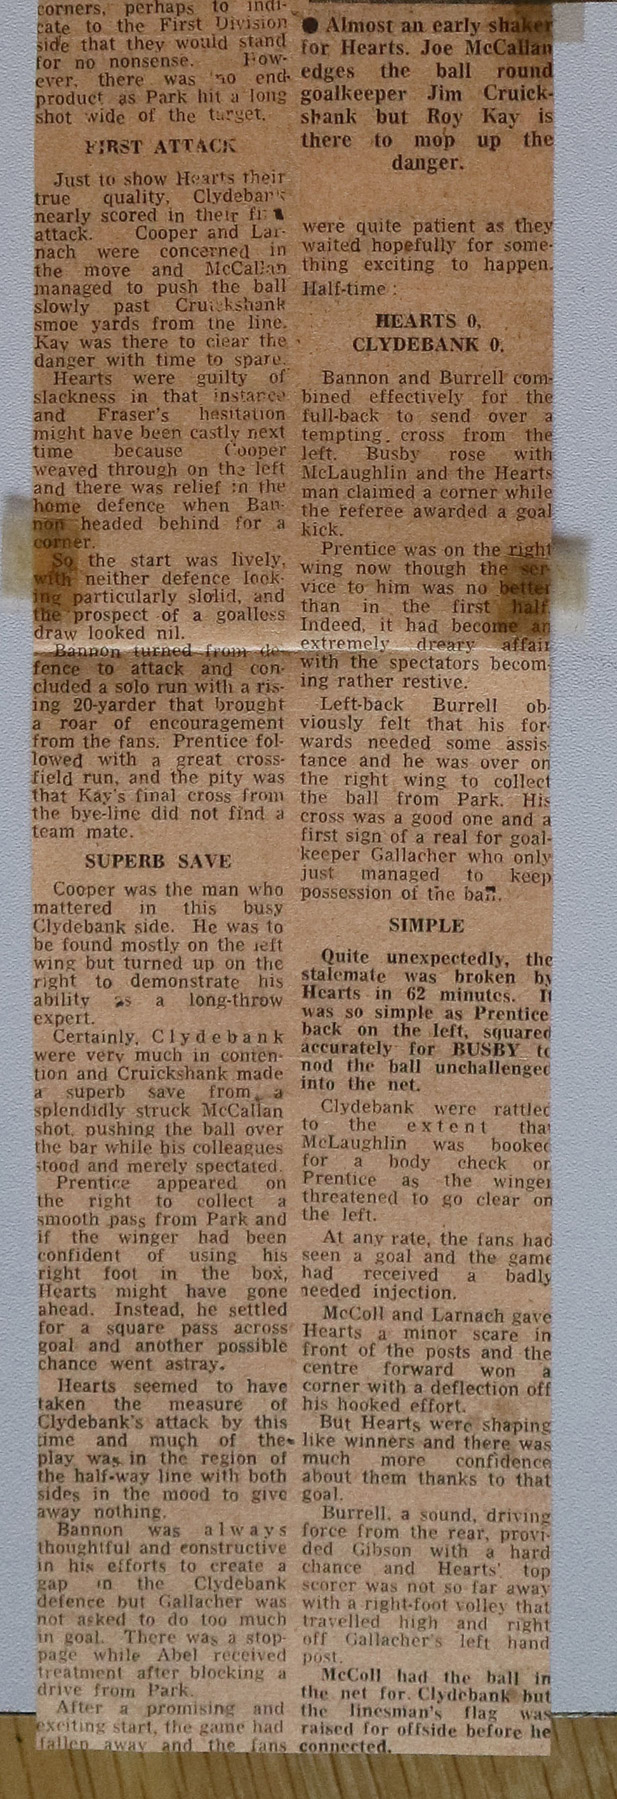 corners, perhaps to indi-
cate to the First Division
side that they would stand
for no nonsense. How-
ever, there was no end
product as Park hit a long
shot wide of the target.
FIRST ATTACK
Just to show Hearts their
true quality, Clydebank
nearly scored in their first
attack. Cooper and Lar-
nach were concerned in
the move and McCallan
managed to push the ball
slowly past Cruickshank
smoe yards from the line.
Kay was there to clear the
danger with time to spare.
Hearts were guilty of
slackness in that instance
and Fraser's hesitation
might have been castly next
time because Cooper
weaved through on the left
and there was relief in the
home defence when Ban-
non headed behind for a
corner.
So the start was lively,
with neither defence look-
ing particularly slolid, and
the prospect of a goalless
draw looked nil.
Bannon turned from de-
fence to attack and con-
cluded a solo run with a ris-
ing 20-yarder that brought
a roar of encouragement
from the fans. Prentice fol-
lowed with a great cross-
field run, and the pity was
that Kay's final cross from
the bye-line did not find a
team mate.
SUPERB SAVE
Cooper was the man who
mattered in this busy
Clydebank side. He was to
be found mostly on the left
wing but turned up on the
right to demonstrate his
ability as a long-throw
expert.
Certainly, Clydebank
were very much in conten-
tion and Cruickshank made
a superb save from a
splendidly struck McCallan
shot, pushing the ball over
the bar while his colleagues
stood and merely spectated.
Prentice appeared on
the right to collect a
smooth pass from Park and
if the winger had been
confident of using his
right foot in the box,
Hearts might have gone
ahead. Instead, he settled
for a square pass across
goal and another possible
chance went astray.
Hearts seemed to have
taken the measure of
Clydebank's attack by this
time and much of the
play was in the region of
the half-way line with both
sides in the mood to give
away nothing.
Bannon was always
thoughtful and constructive
in his efforts to create a
gap in the Clydebank
defence but Gallacher was
not asked to do too much
in goal. There was a stop-
page while Abel received
treatment after blocking a
drive from Park.
After a promising and
exciting start, the game had
fallen away and the fans
● Almost an early shaker
for Hearts. Joe McCallan
edges the ball round
goalkeeper Jim Cruick-
shank but Roy Kay is
there to mop up the
danger.
were quite patient as they
waited hopefully for some-
thing exciting to happen.
Half-time :
HEARTS 0,
CLYDEBANK 0.
Bannon and Burrell com-
bined effectively for the
full-back to send over a
tempting cross from the
left. Busby rose with
McLaughlin and the Hearts
man claimed a corner while
the referee awarded a goal
kick.
Prentice was on the right
wing now though the ser-
vice to him was no better
than in the first half.
Indeed, it had become an
extremely dreary affair
with the spectators becom-
ing rather restive.
Left-back Burrell ob-
viously felt that his for-
wards needed some assis-
tance and he was over on
the right wing to collect
the ball from Park. His
cross was a good one and a
first sign of a real for goal-
keeper Gallacher who only
just managed to keep
possession of the ball.
SIMPLE
Quite unexpectedly, the
stalemate was broken by
Hearts in 62 minutes. It
was so simple as Prentice
back on the left, squared
accurately for BUSBY to
nod the ball unchallenged
into the net.
Clydebank were rattled
to the extent that
McLaughlin was booked
for a body check on
Prentice as the winger
threatened to go clear on
the left.
At any rate, the fans had
seen a goal and the game
had received a badly
needed injection.
McColl and Larnach gave
Hearts a minor scare in
front of the posts and the
centre forward won a
corner with a deflection off
his hooked effort.
But Hearts were shaping
like winners and there was
much more confidence
about them thanks to that
goal.
Burrell, a sound, driving
force from the rear, provi-
ded Gibson with a hard
chance and Hearts' top
scorer was not so far away
with a right-foot volley that
travelled high and right
off Gallacher's left hand
post.
McColl had the ball in
the net for Clydebank but
the linesman's flag was
raised for offside before he
connected.